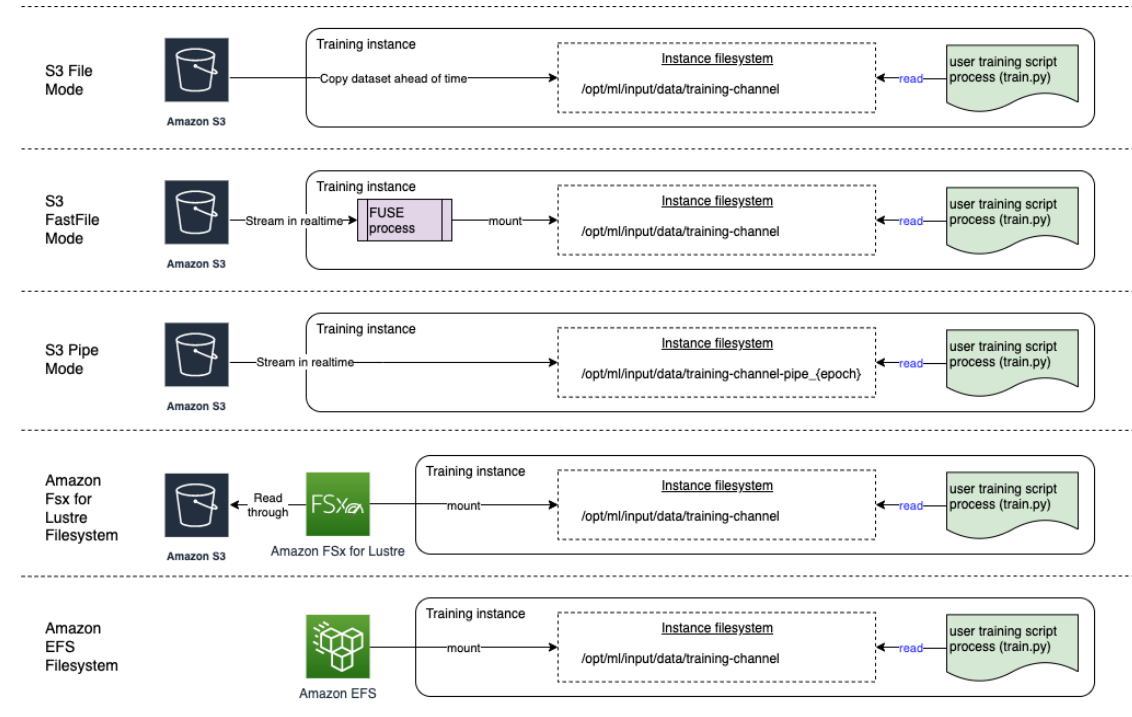 S3 File
Mode
Amazon S3
Training instance
Copy dataset ahead of time
Instance filesystem
/opt/ml/input/data/training-channel
read
user training script
process (train.py)
S3
FastFile
Mode
Amazon S3
Training instance
Stream in realtime
FUSE
process
mount
Instance filesystem
/opt/ml/input/data/training-channel
read
user training script
process (train.py)
S3 Pipe
Mode
Amazon S3
Training instance
Stream in realtime
Instance filesystem
/opt/ml/input/data/training-channel-pipe_{epoch}
read
user training script
process (train.py)
Amazon
Fsx for
Lustre
Filesystem
Amazon S3
Read
through
FSx
Amazon FSx for Lustre
Training instance
mount
Instance filesystem
/opt/ml/input/data/training-channel
read
user training script
process (train.py)
Amazon
EFS
Filesystem
Amazon EFS
Training instance
mount
Instance filesystem
/opt/ml/input/data/training-channel
read
user training script
process (train.py)